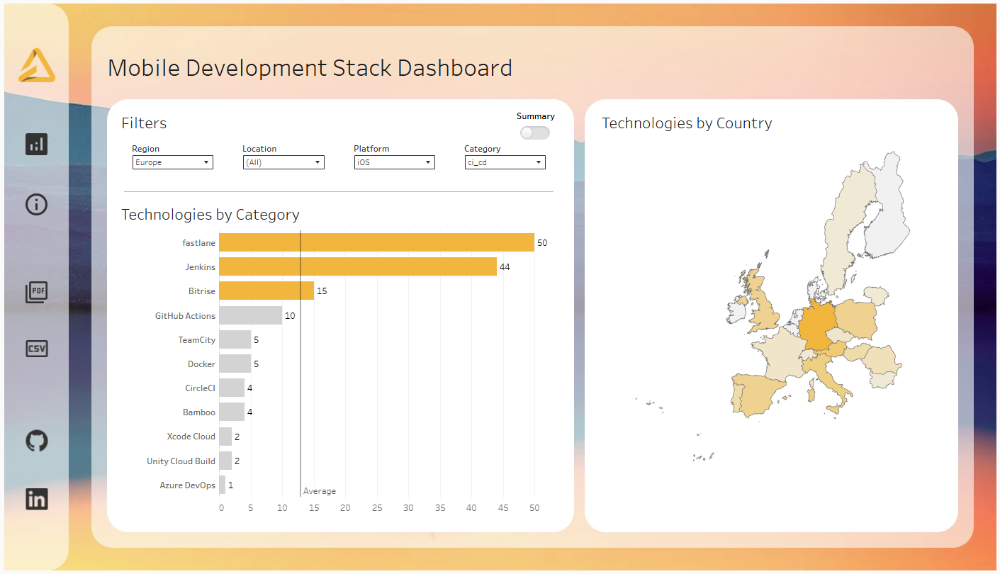 Mobile Development Stack Dashboard
Filters
Summary
Region
Location
Platform
Category
Europe
(All)
iOS
ci_cd
Technologies by Category
fastlane 50
Jenkins 44
Bitrise 15
GitHub Actions 10
TeamCity 5
Docker 5
CircleCI 4
Bamboo 4
Xcode Cloud 2
Unity Cloud Build 2
Azure DevOps 1
Average
0 5 10 15 20 25 30 35 40 45 50
Technologies by Country
PDF
CSV
in